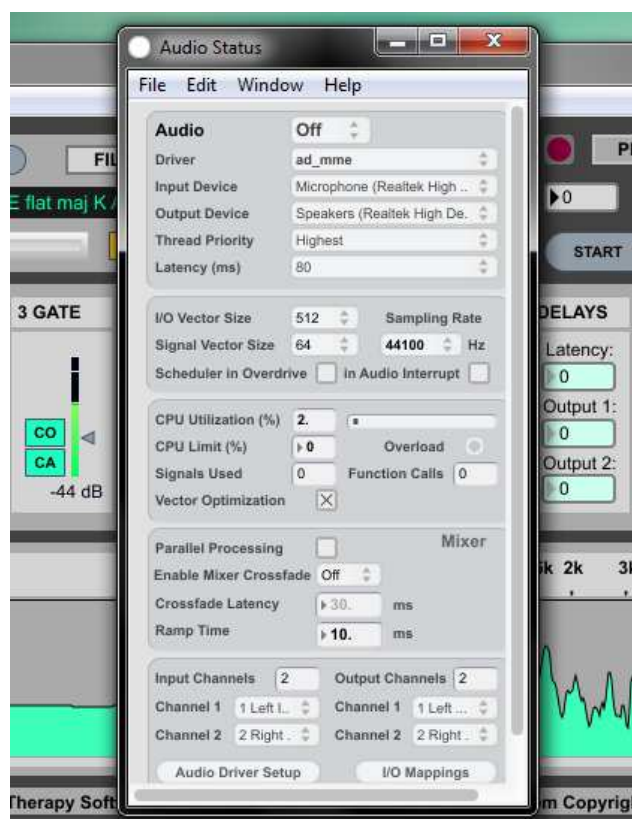 Audio Status
File Edit Window Help
Audio Off
Driver ad_mme
Input Device Microphone (Realtek High ..
Output Device Speakers (Realtek High De.
Thread Priority Highest
Latency (ms) 80
I/O Vector Size 512 Sampling Rate
Signal Vector Size 64 44100 Hz
Scheduler in Overdrive in Audio Interrupt
CPU Utilization (%) 2.
CPU Limit (%) 0 Overload
Signals Used 0 Function Calls 0
Vector Optimization
Parallel Processing Mixer
Enable Mixer Crossfade Off
Crossfade Latency 30. ms
Ramp Time 10. ms
Input Channels 2 Output Channels 2
Channel 1 1 Left I.. Channel 1 1 Left ...
Channel 2 2 Right . Channel 2 2 Right .
Audio Driver Setup I/O Mappings
E flat maj K
3 GATE
CO
CA
-44 dB
0
START
DELAYS
Latency:
0
Output 1:
0
Output 2:
0
2k